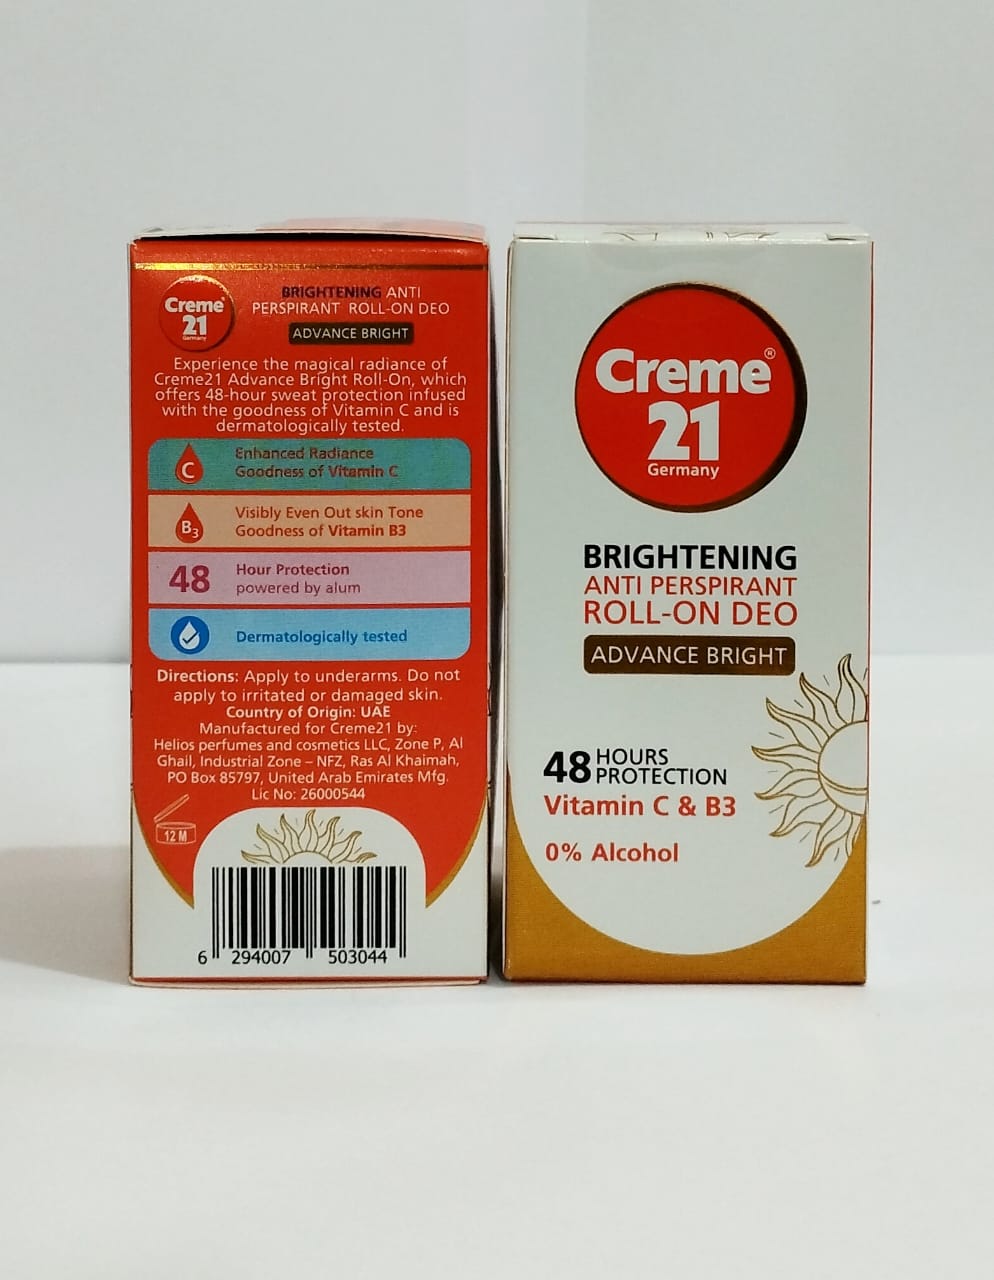 Creme®
21
Germany
BRIGHTENING ANTI
PERSPIRANT ROLL-ON DEO
ADVANCE BRIGHT
Experience the magical radiance of
Creme21 Advance Bright Roll-On, which
offers 48-hour sweat protection infused
with the goodness of Vitamin C and is
dermatologically tested.
C
Enhanced Radiance
Goodness of Vitamin C
B3
Visibly Even Out skin Tone
Goodness of Vitamin B3
48
Hour Protection
powered by alum
Dermatologically tested
Directions: Apply to underarms. Do not
apply to irritated or damaged skin.
Country of Origin: UAE
Manufactured for Creme21 by:
Helios perfumes and cosmetics LLC, Zone P, Al
Ghail, Industrial Zone – NFZ, Ras Al Khaimah,
PO Box 85797, United Arab Emirates Mfg.
Lic No: 26000544
12 M
6 294007 503044
Creme®
21
Germany
BRIGHTENING
ANTI PERSPIRANT
ROLL-ON DEO
ADVANCE BRIGHT
48 HOURS
PROTECTION
Vitamin C & B3
0% Alcohol